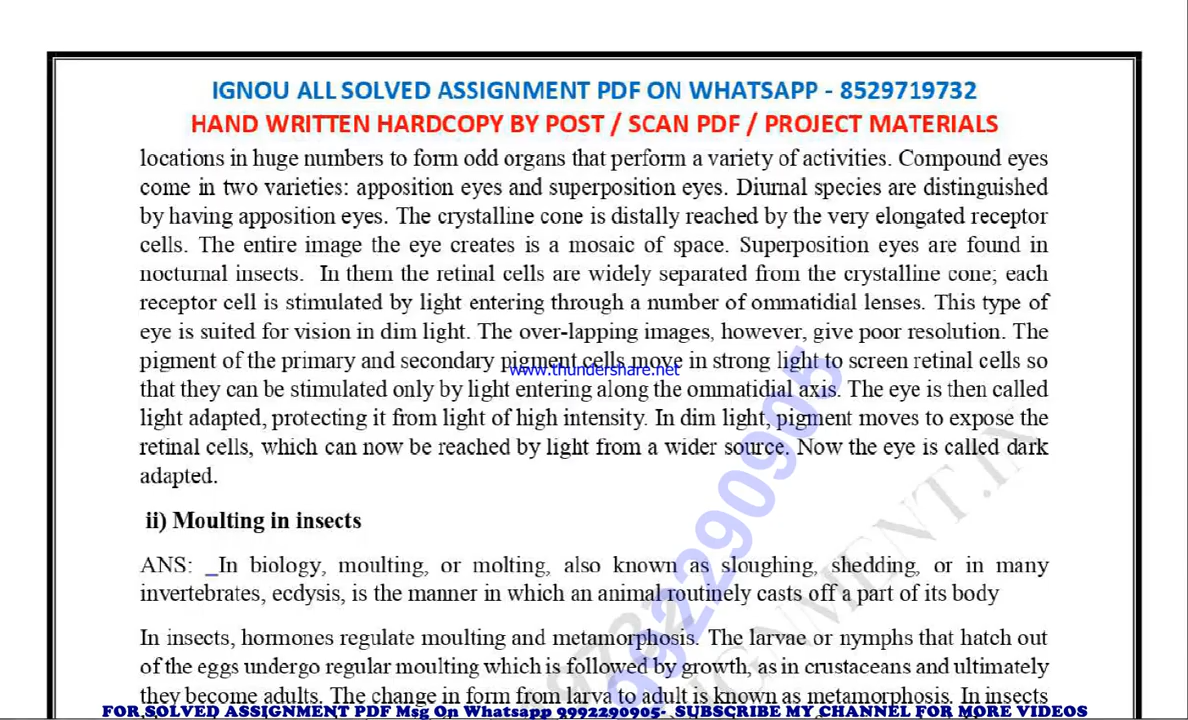 IGNOU ALL SOLVED ASSIGNMENT PDF ON WHATSAPP - 8529719732
HAND WRITTEN HARDCOPY BY POST / SCAN PDF / PROJECT MATERIALS
locations in huge numbers to form odd organs that perform a variety of activities. Compound eyes
come in two varieties: apposition eyes and superposition eyes. Diurnal species are distinguished
by having apposition eyes. The crystalline cone is distally reached by the very elongated receptor
cells. The entire image the eye creates is a mosaic of space. Superposition eyes are found in
nocturnal insects. In them the retinal cells are widely separated from the crystalline cone; each
receptor cell is stimulated by light entering through a number of ommatidial lenses. This type of
eye is suited for vision in dim light. The over-lapping images, however, give poor resolution. The
pigment of the primary and secondary pigment cells move in strong light to screen retinal cells so
www.thundershare.net
that they can be stimulated only by light entering along the ommatidial axis. The eye is then called
light adapted, protecting it from light of high intensity. In dim light, pigment moves to expose the
retinal cells, which can now be reached by light from a wider source. Now the eye is called dark
adapted.
ii) Moulting in insects
ANS: _In biology, moulting, or molting, also known as sloughing, shedding, or in many
invertebrates, ecdysis, is the manner in which an animal routinely casts off a part of its body
In insects, hormones regulate moulting and metamorphosis. The larvae or nymphs that hatch out
of the eggs undergo regular moulting which is followed by growth, as in crustaceans and ultimately
they become adults. The change in form from larva to adult is known as metamorphosis. In insects
FOR SOLVED ASSIGNMENT PDF Msg On Whatsapp 9992290905- SUBSCRIBE MY CHANNEL FOR MORE VIDEOS